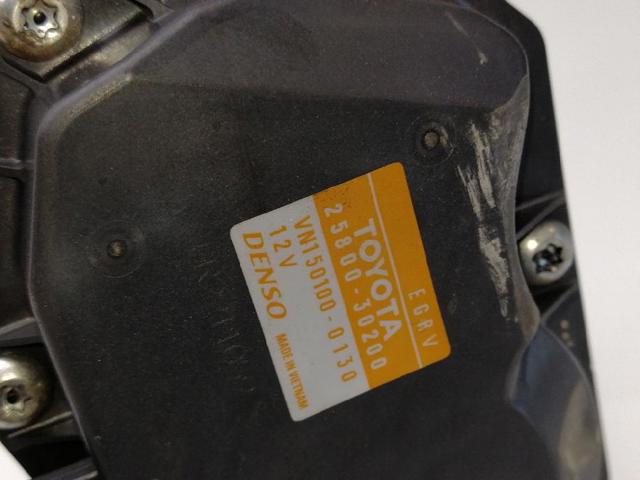 EGRV
TOYOTA
25800-30200
VN150100-0130
12V
DENSO MADE IN VIETNAM